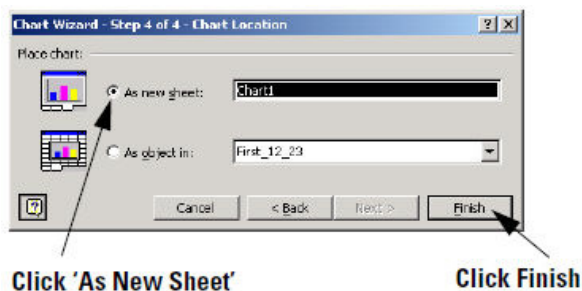 Chart Wizard - Step 4 of 4 - Chart Location
Place chart:
As new sheet: Chart1
As object in: First_12_23
Cancel < Back Next > Finish
Click ‘As New Sheet’ Click Finish